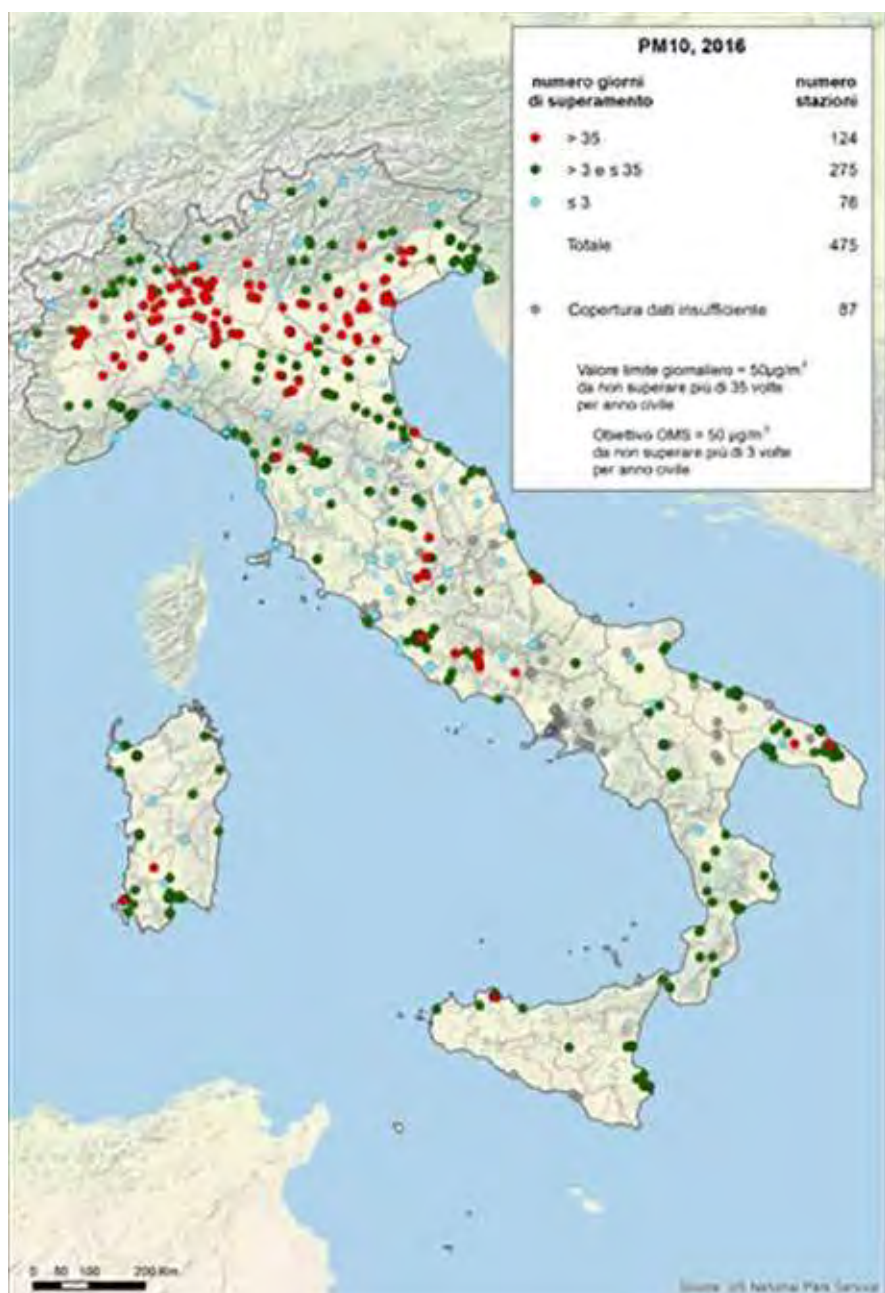 PM10, 2016
numero giorni di superamento numero stazioni
> 35 124
> 3 e ≤ 35 275
≤ 3 76
Totale 475
Copertura dati insufficiente 87
Valore limite giornaliero = 50µg/m³
da non superare più di 35 volte
per anno civile
Obiettivo OMS = 50 µg/m³
da non superare più di 3 volte
per anno civile
0 50 100 200 Km
Source: US National Park Service